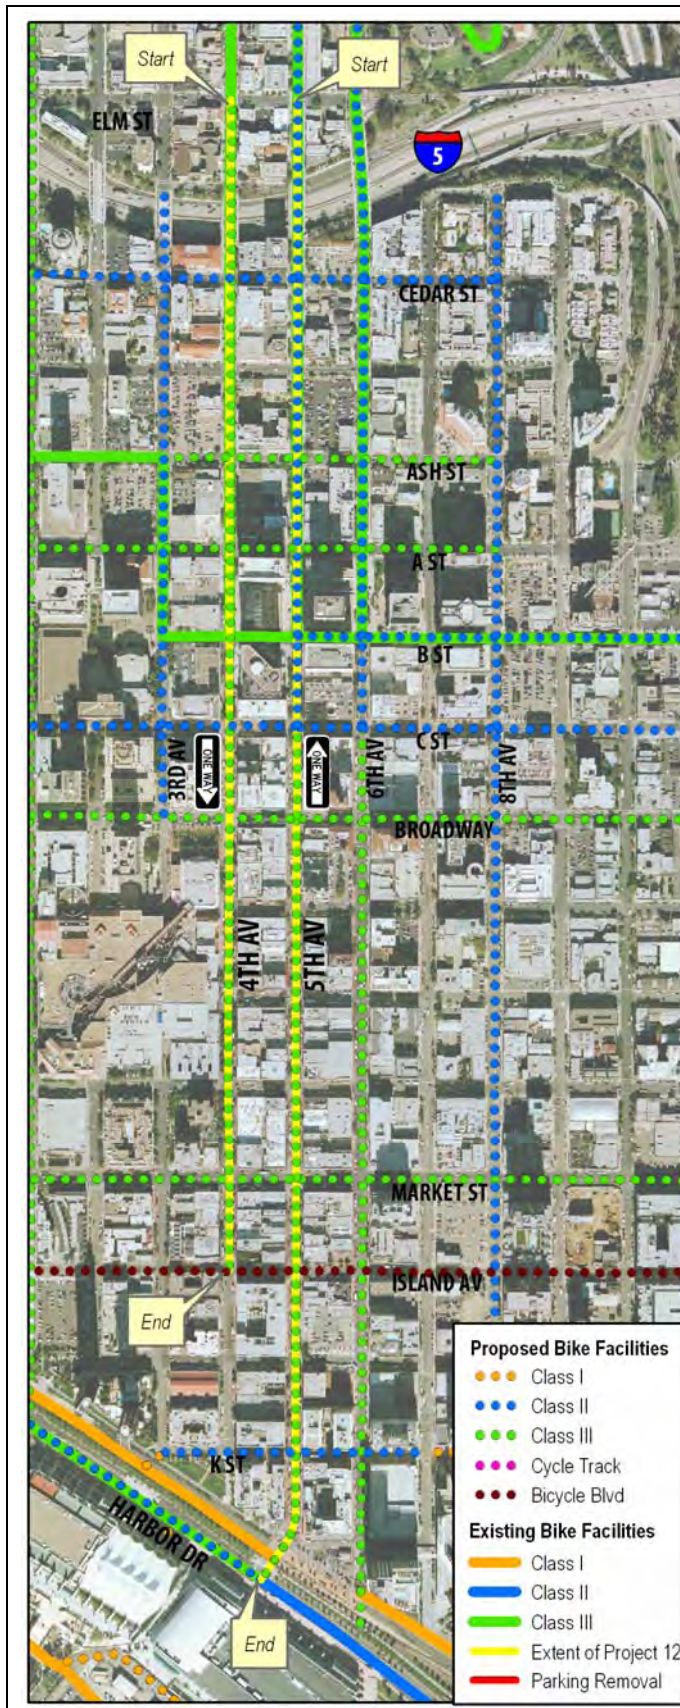 Start
Start
ELM ST
5
CEDAR ST
ASH ST
A ST
B ST
C ST
3RD AV
ONE WAY
ONE WAY
6TH AV
8TH AV
BROADWAY
4TH AV
5TH AV
MARKET ST
ISLAND AV
End
K ST
HARBOR DR
End
Proposed Bike Facilities
Class I
Class II
Class III
Cycle Track
Bicycle Blvd
Existing Bike Facilities
Class I
Class II
Class III
Extent of Project 12
Parking Removal